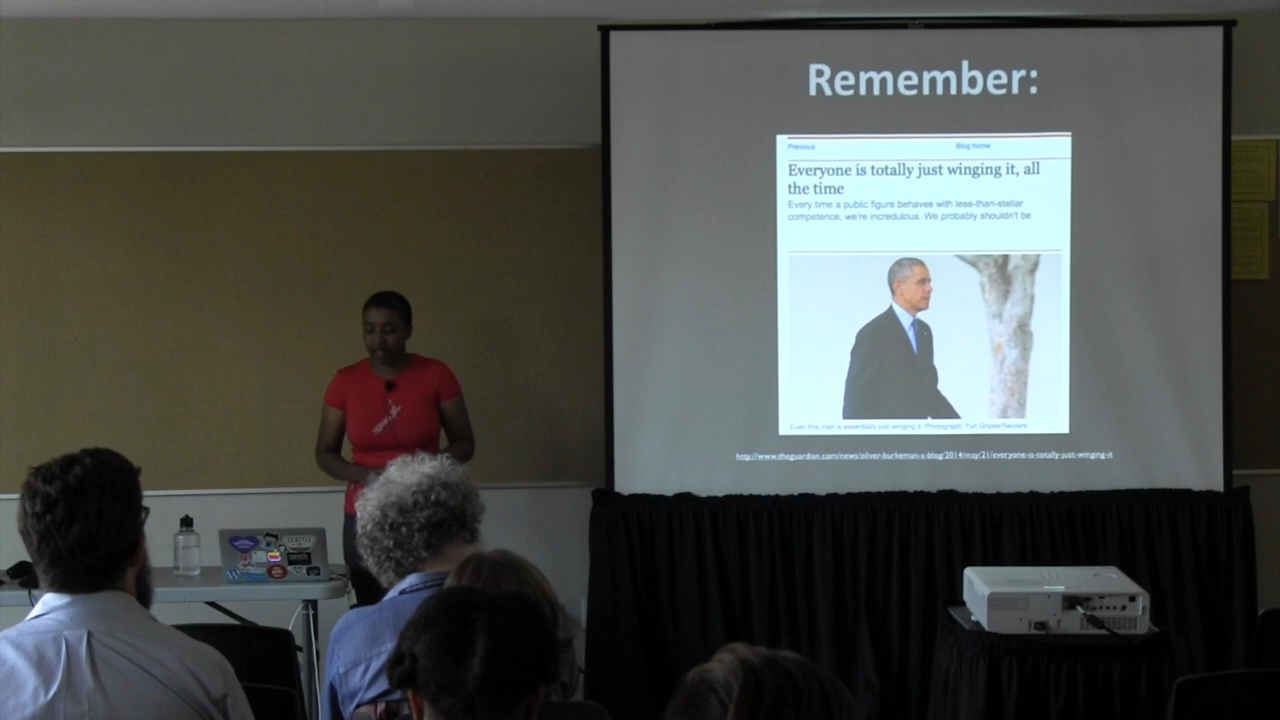 Remember:
Previous Blog home
Everyone is totally just winging it, all
the time
Every time a public figure behaves with less-than-stellar
competence, we're incredulous. We probably shouldn't be
Even this man is essentially just winging it. Photograph: Yuri Gripas/Reuters
http://www.theguardian.com/news/oliver-burkeman-s-blog/2014/may/21/everyone-is-totally-just-winging-it